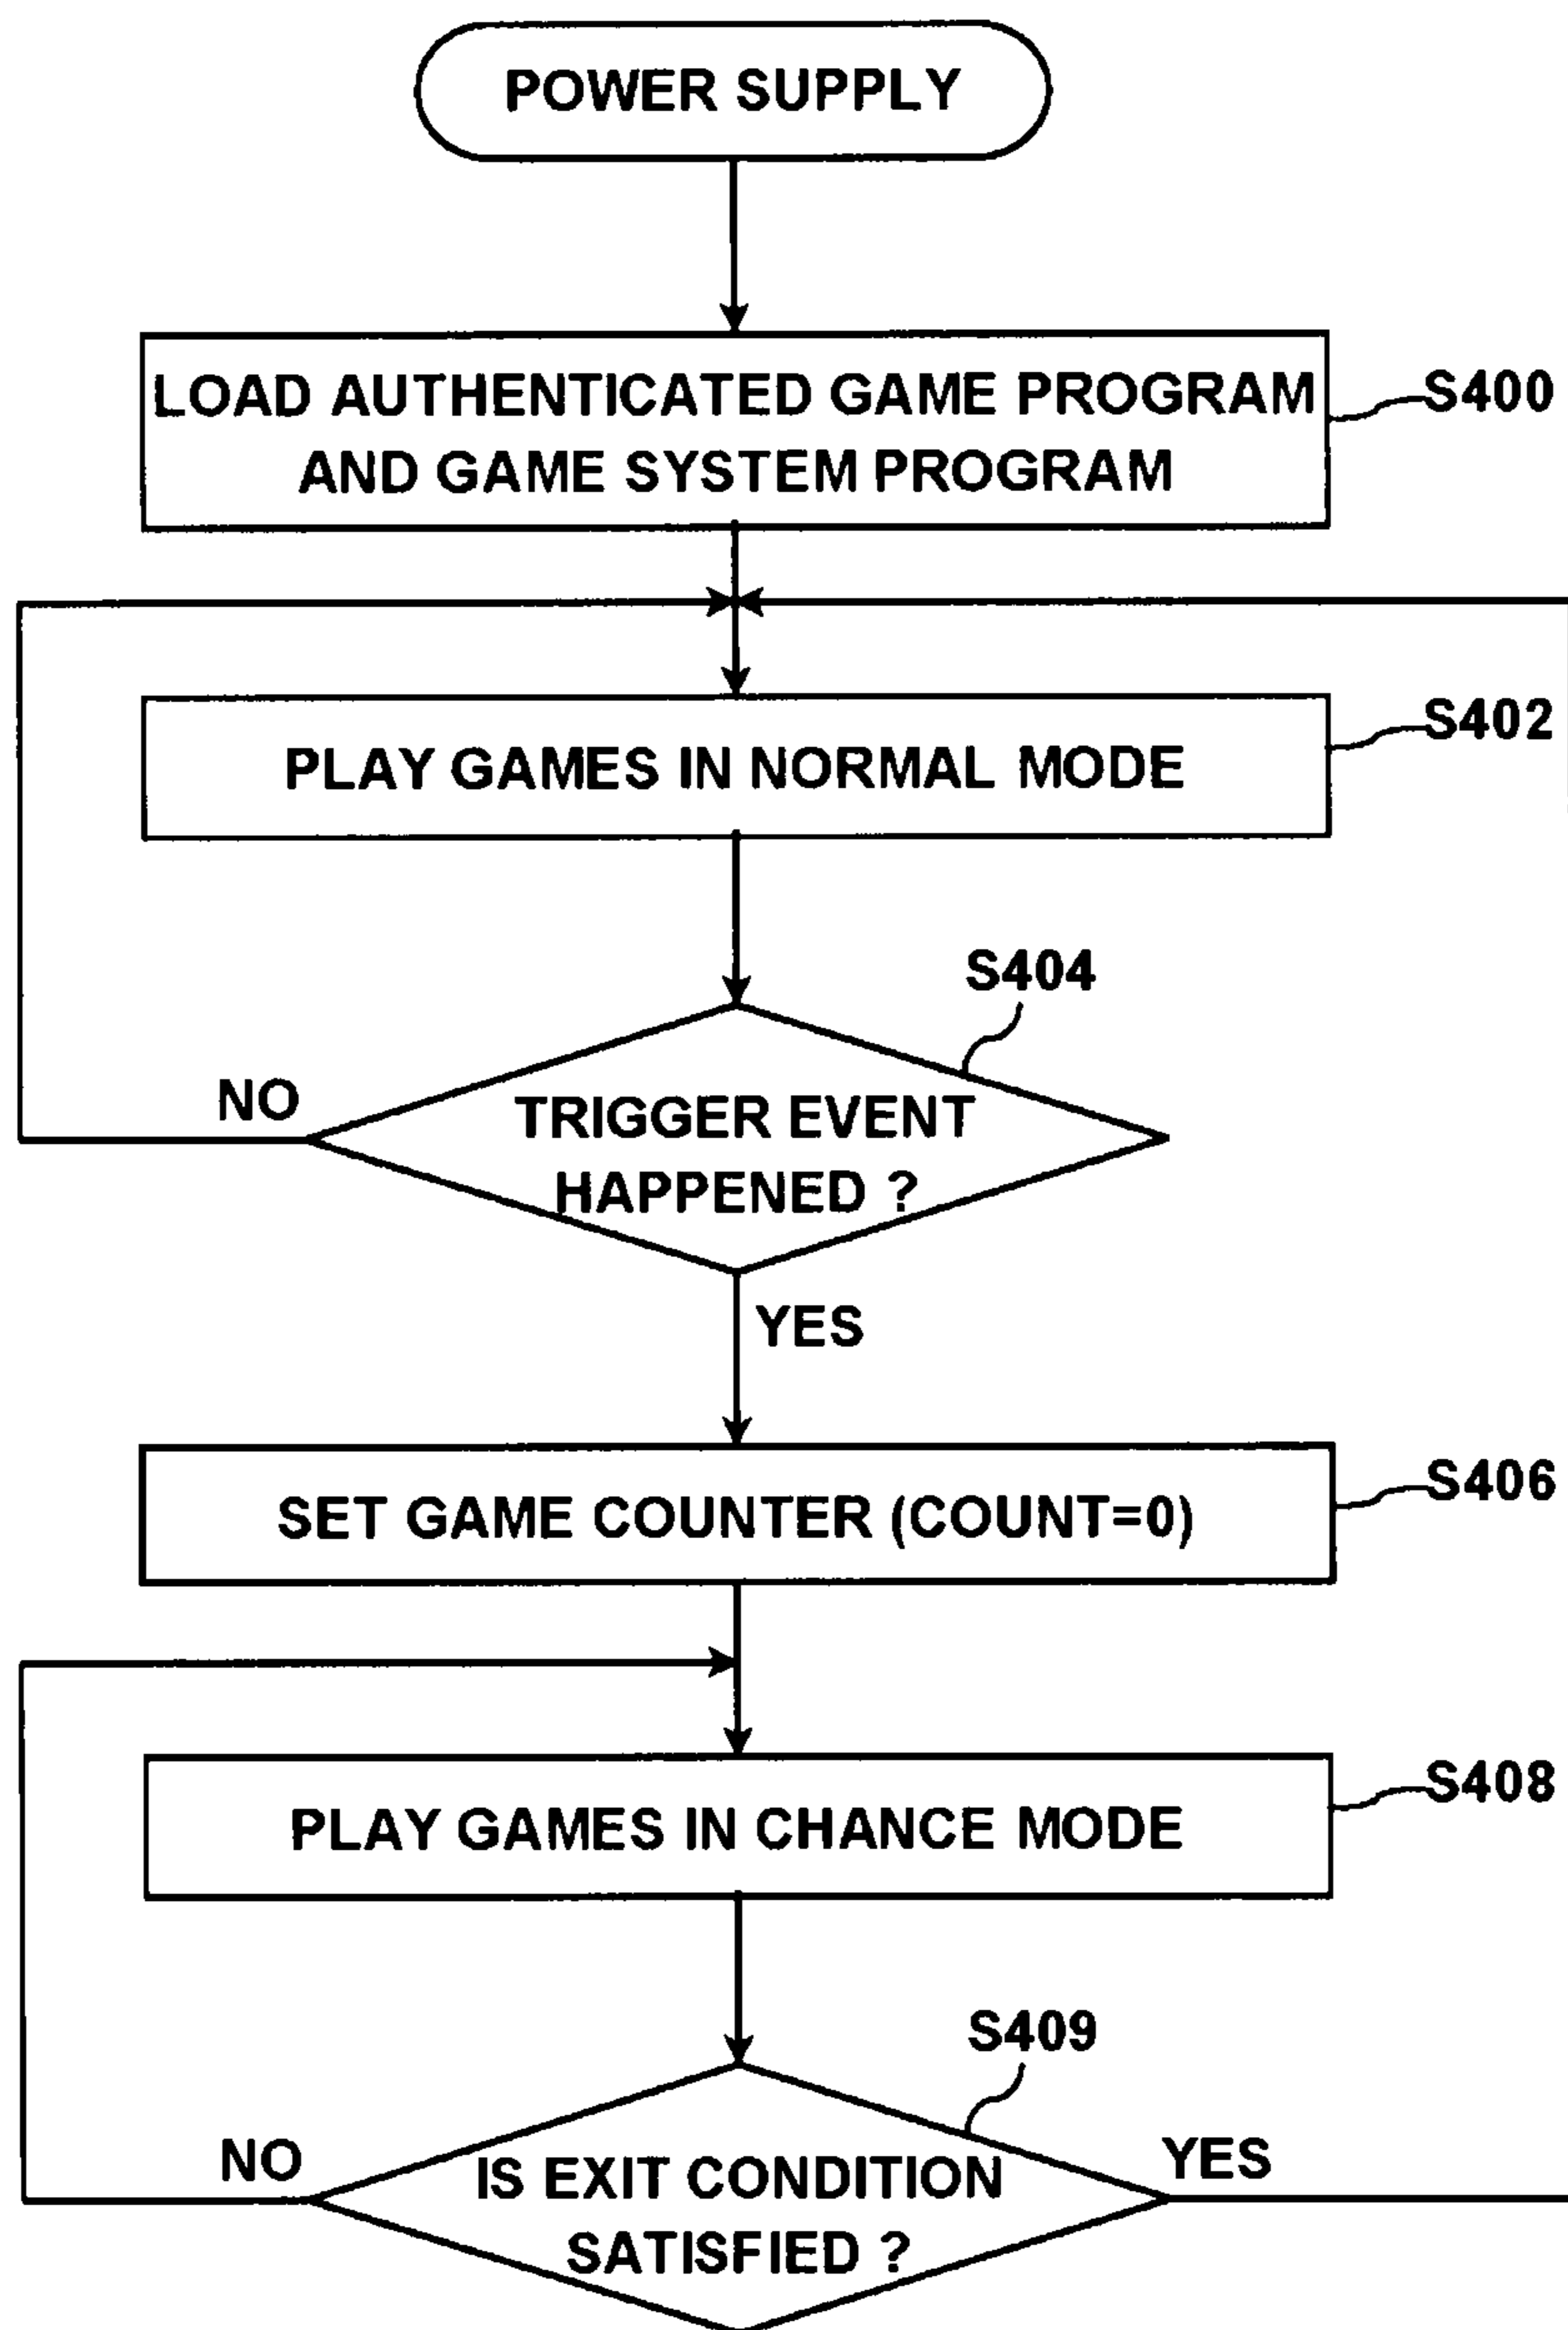 POWER SUPPLY
LOAD AUTHENTICATED GAME PROGRAM
AND GAME SYSTEM PROGRAM
S400
PLAY GAMES IN NORMAL MODE
S402
S404
TRIGGER EVENT
HAPPENED ?
NO
YES
SET GAME COUNTER (COUNT=0)
S406
PLAY GAMES IN CHANCE MODE
S408
S409
IS EXIT CONDITION
SATISFIED ?
NO
YES